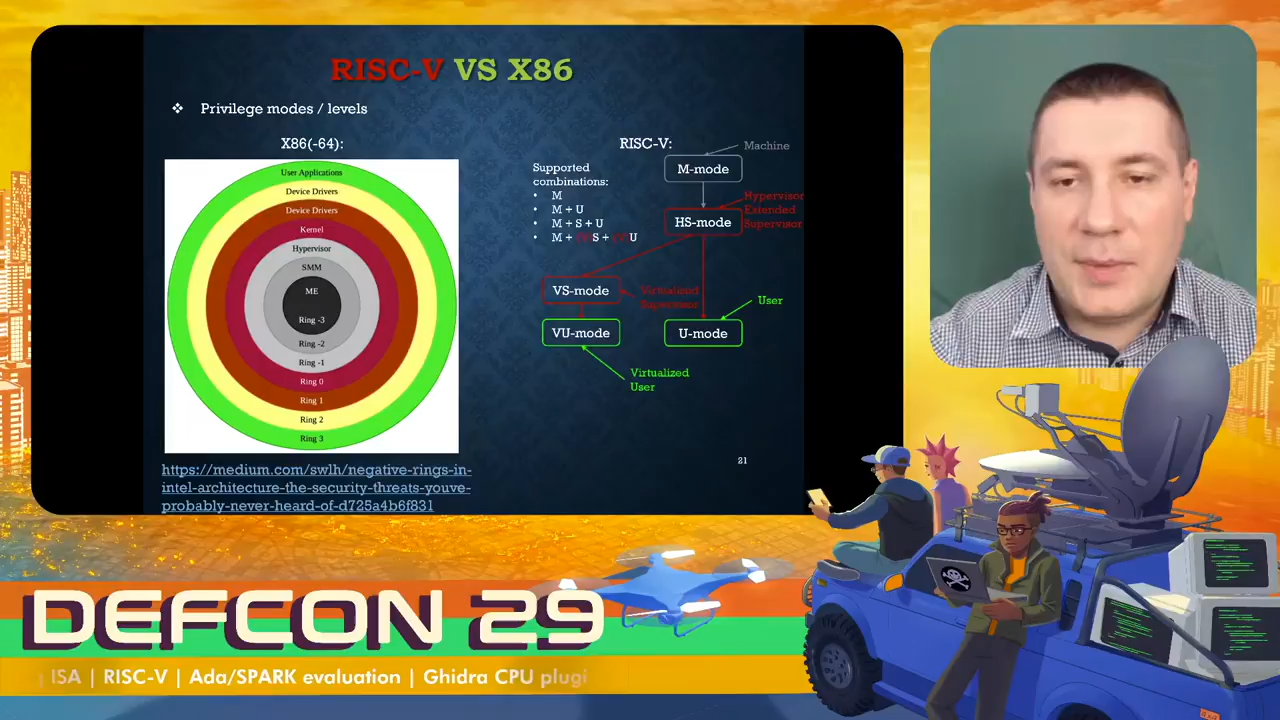 RISC-V VS X86
❖ Privilege modes / levels
X86(-64):
User Applications
Device Drivers
Device Drivers
Kernel
Hypervisor
SMM
ME
Ring -3
Ring -2
Ring -1
Ring 0
Ring 1
Ring 2
Ring 3
https://medium.com/swlh/negative-rings-in-
intel-architecture-the-security-threats-youve-
probably-never-heard-of-d725a4b6f831
RISC-V:
Supported
combinations:
• M
• M + U
• M + S + U
• M + S + U
Machine
M-mode
Hypervisor
Extended
Supervisor
HS-mode
VS-mode
Virtualized
Supervisor
User
VU-mode
U-mode
Virtualized
User
21
DEFCON 29
ISA | RISC-V | Ada/SPARK evaluation | Ghidra CPU plugi